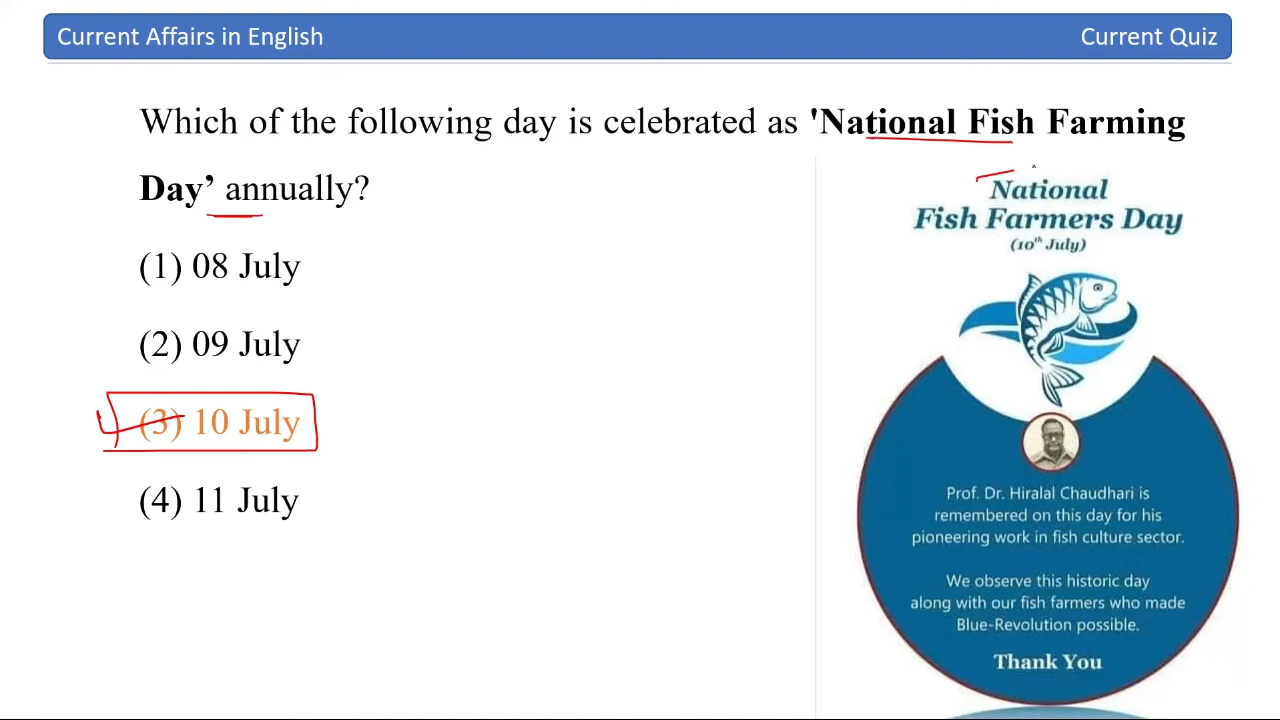 Current Affairs in English
Current Quiz
Which of the following day is celebrated as 'National Fish Farming
Day’ annually?
(1) 08 July
(2) 09 July
(3) 10 July
(4) 11 July
National
Fish Farmers Day
(10th July)
Prof. Dr. Hiralal Chaudhari is
remembered on this day for his
pioneering work in fish culture sector.
We observe this historic day
along with our fish farmers who made
Blue-Revolution possible.
Thank You